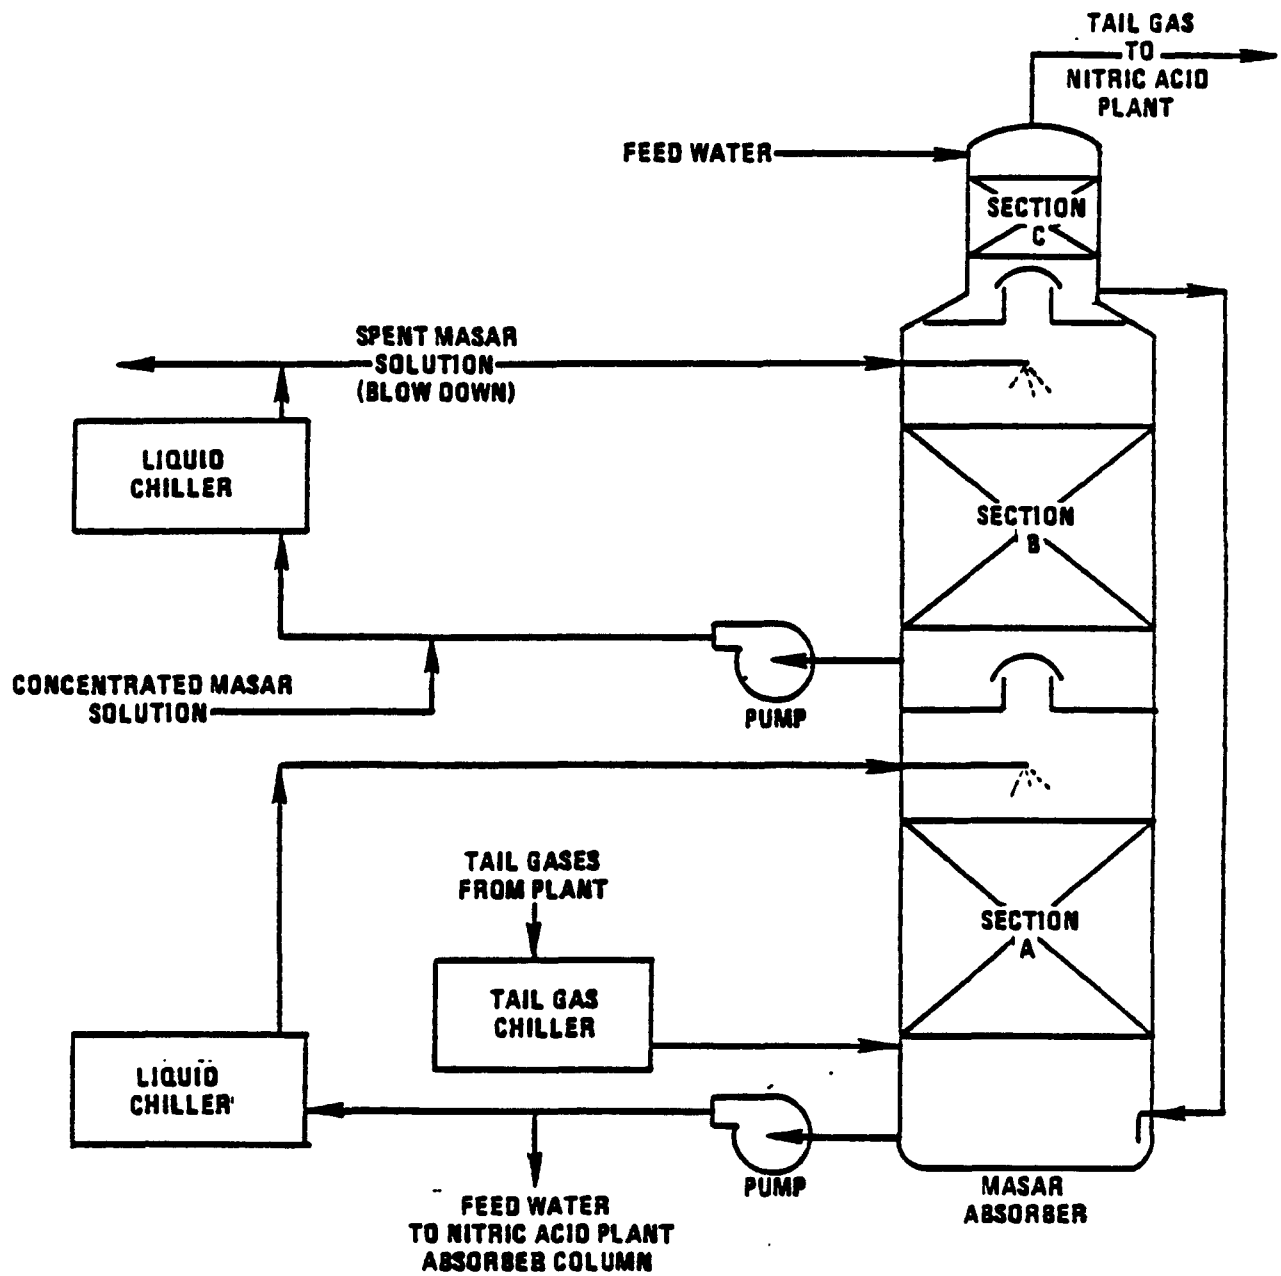 TAIL GAS
TO
NITRIC ACID
PLANT
FEED WATER
SECTION
C
SPENT MASAR
SOLUTION
(BLOW DOWN)
LIQUID
CHILLER
SECTION
B
CONCENTRATED MASAR
SOLUTION
PUMP
TAIL GASES
FROM PLANT
SECTION
A
TAIL GAS
CHILLER
LIQUID
CHILLER
PUMP
MASAR
ABSORBER
FEED WATER
TO NITRIC ACID PLANT
ABSORBER COLUMN